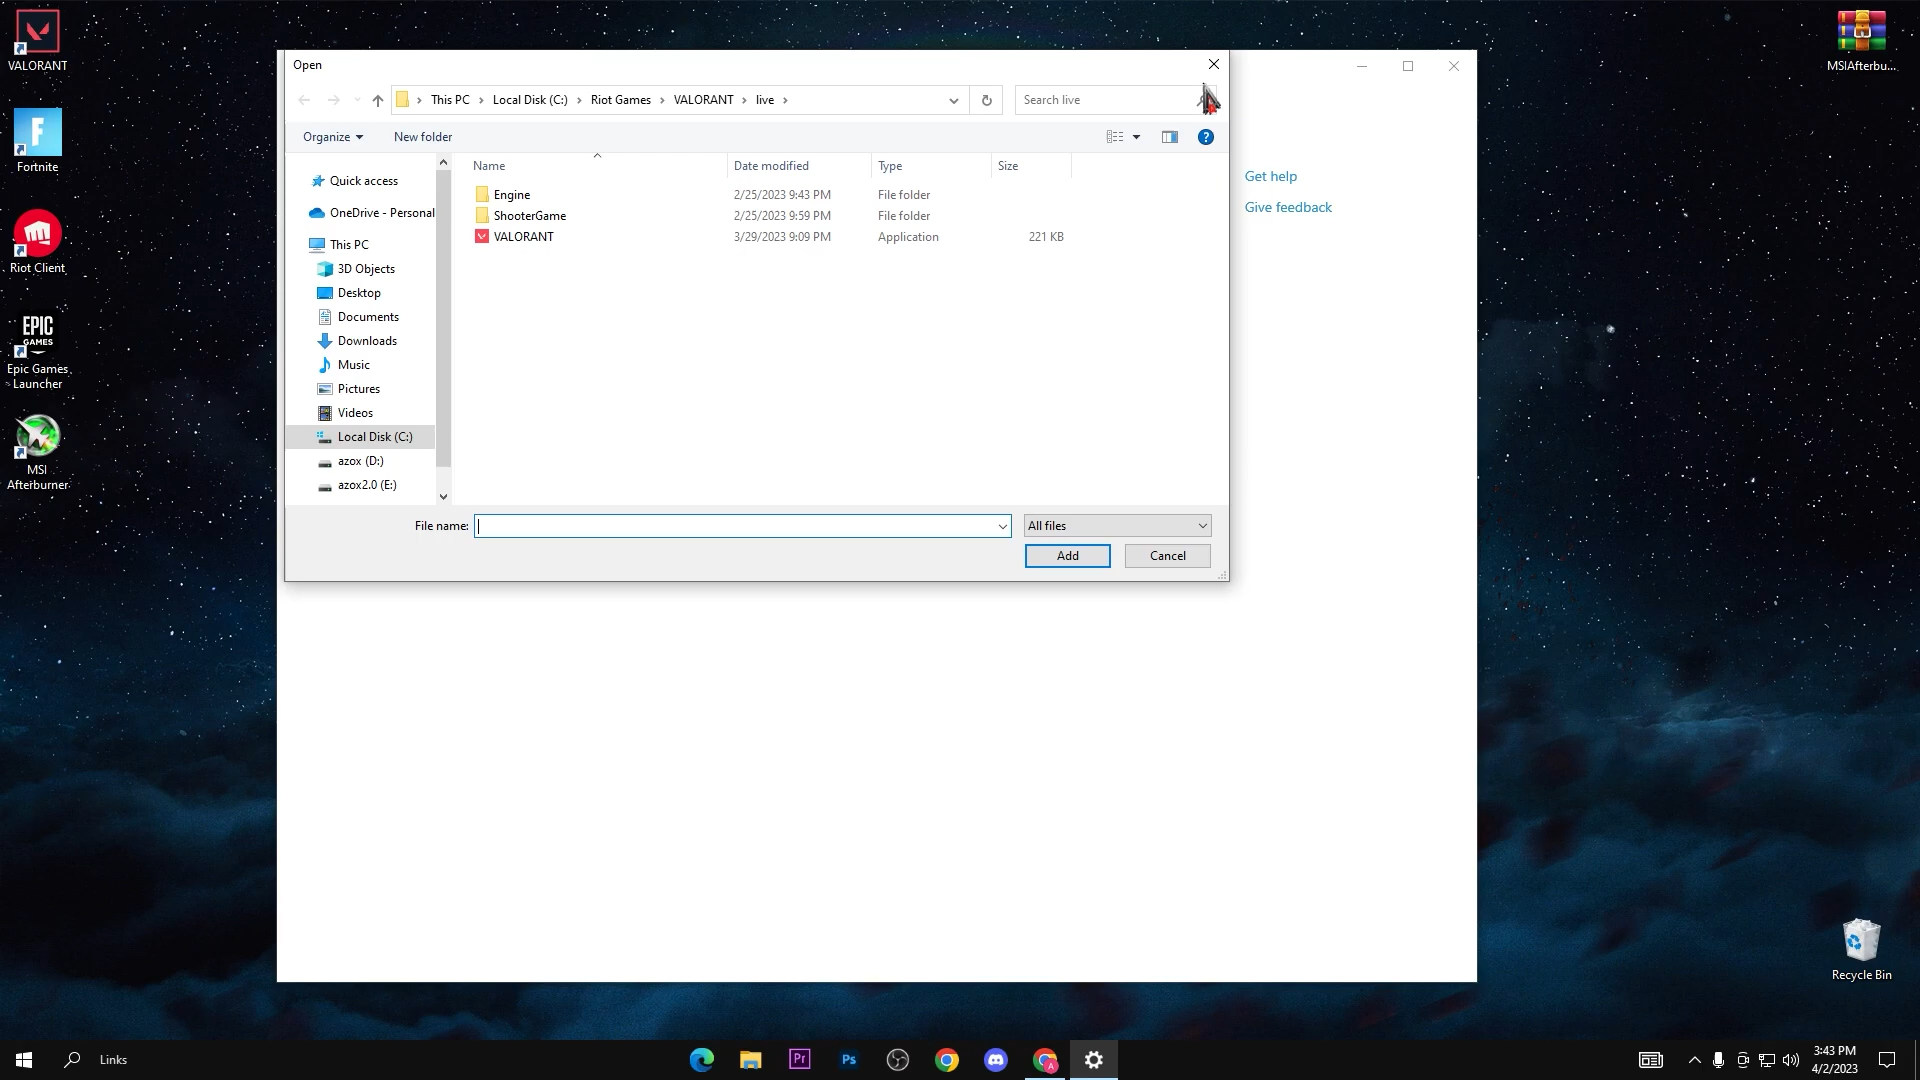 VALORANT
Fortnite
Riot Client
EPIC
GAMES
Epic Games
Launcher
MSI
Afterburner
Open
This PC
Local Disk (C:)
Riot Games
VALORANT
live
Search live
Organize
New folder
?
Quick access
OneDrive - Personal
This PC
3D Objects
Desktop
Documents
Downloads
Music
Pictures
Videos
Local Disk (C:)
azox (D:)
azox2.0 (E:)
Name Date modified Type Size
Engine 2/25/2023 9:43 PM File folder
ShooterGame 2/25/2023 9:59 PM File folder
VALORANT 3/29/2023 9:09 PM Application 221 KB
File name:
All files
Add
Cancel
Get help
Give feedback
MSIAfterbu...
Recycle Bin
Links
Pr
Ps
A
3:43 PM
4/2/2023